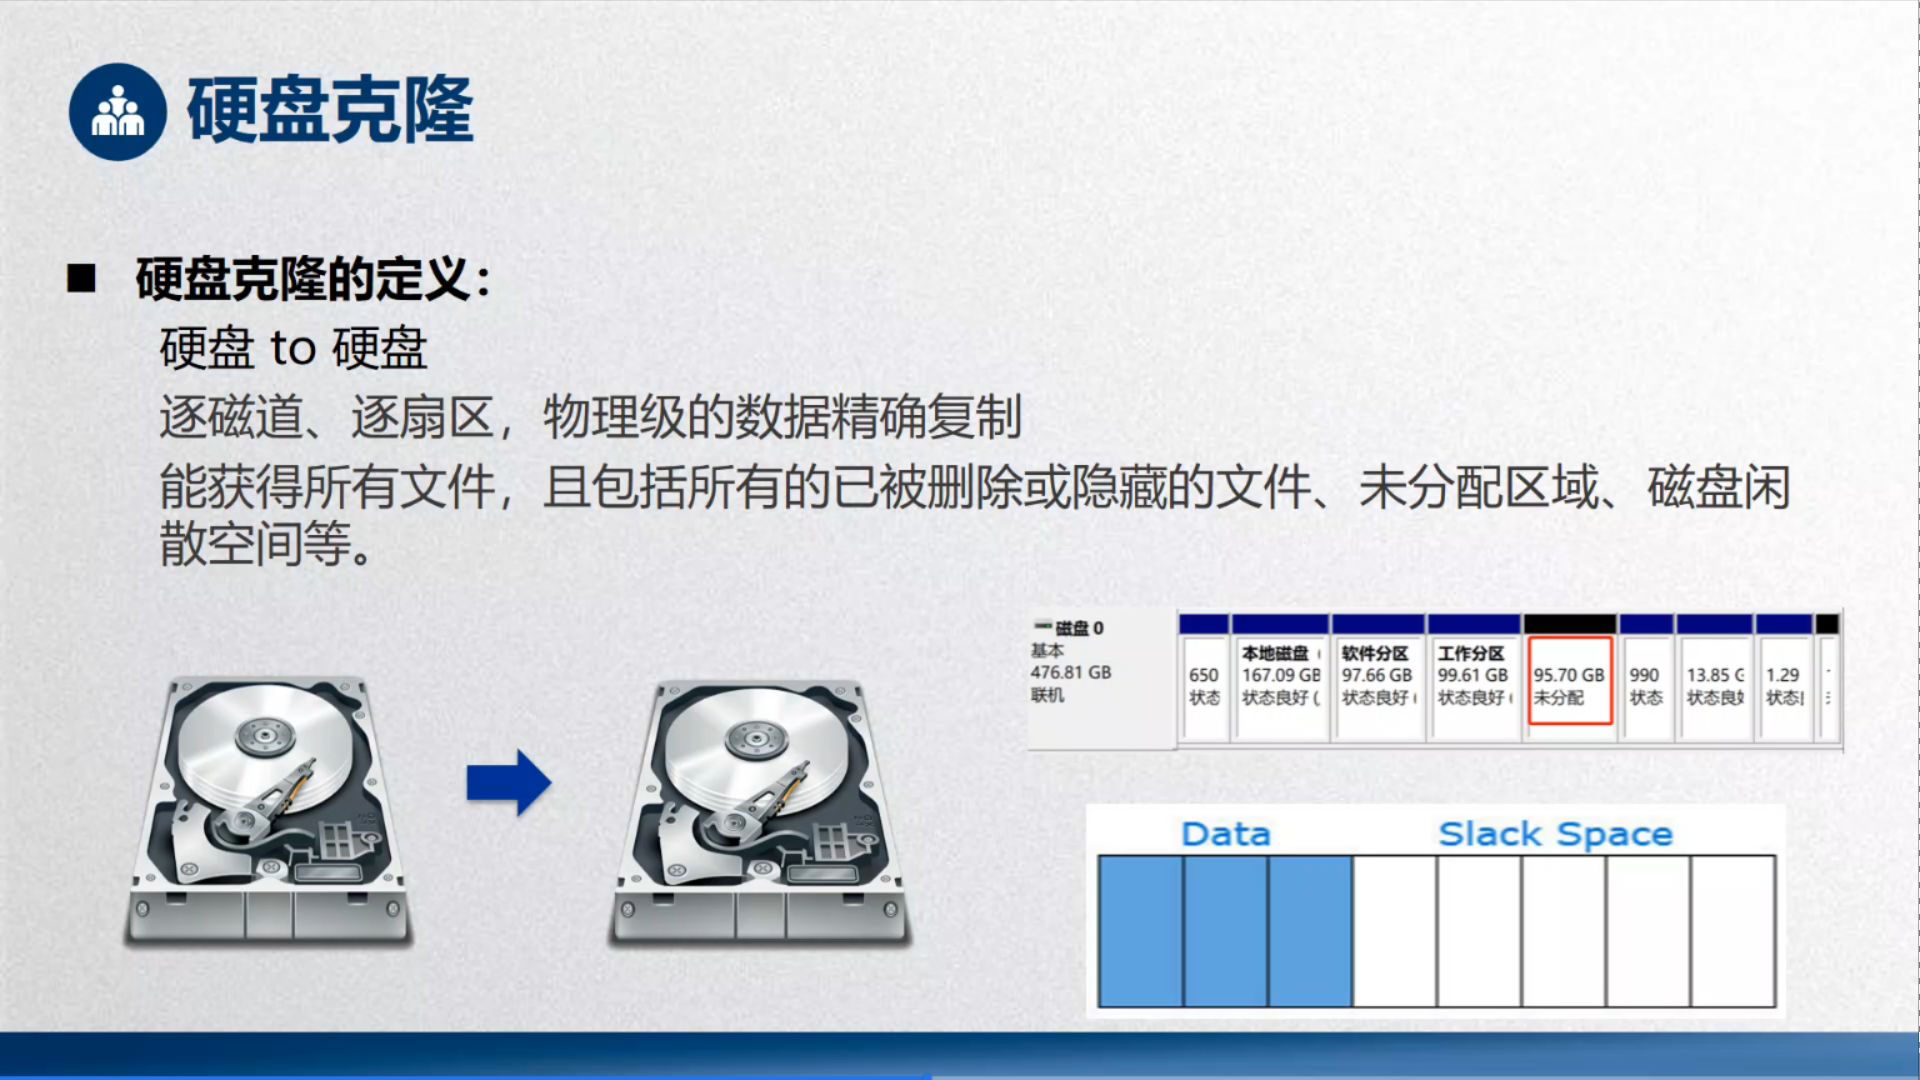 硬盘克隆
■ 硬盘克隆的定义：
硬盘 to 硬盘
逐磁道、逐扇区，物理级的数据精确复制
能获得所有文件，且包括所有的已被删除或隐藏的文件、未分配区域、磁盘闲
散空间等。
磁盘 0
基本
476.81 GB
联机
650
状态
本地磁盘
167.09 GB
状态良好 (
软件分区
97.66 GB
状态良好
工作分区
99.61 GB
状态良好
95.70 GB
未分配
990
状态
13.85 G
状态良好
1.29
状态
Data
Slack Space